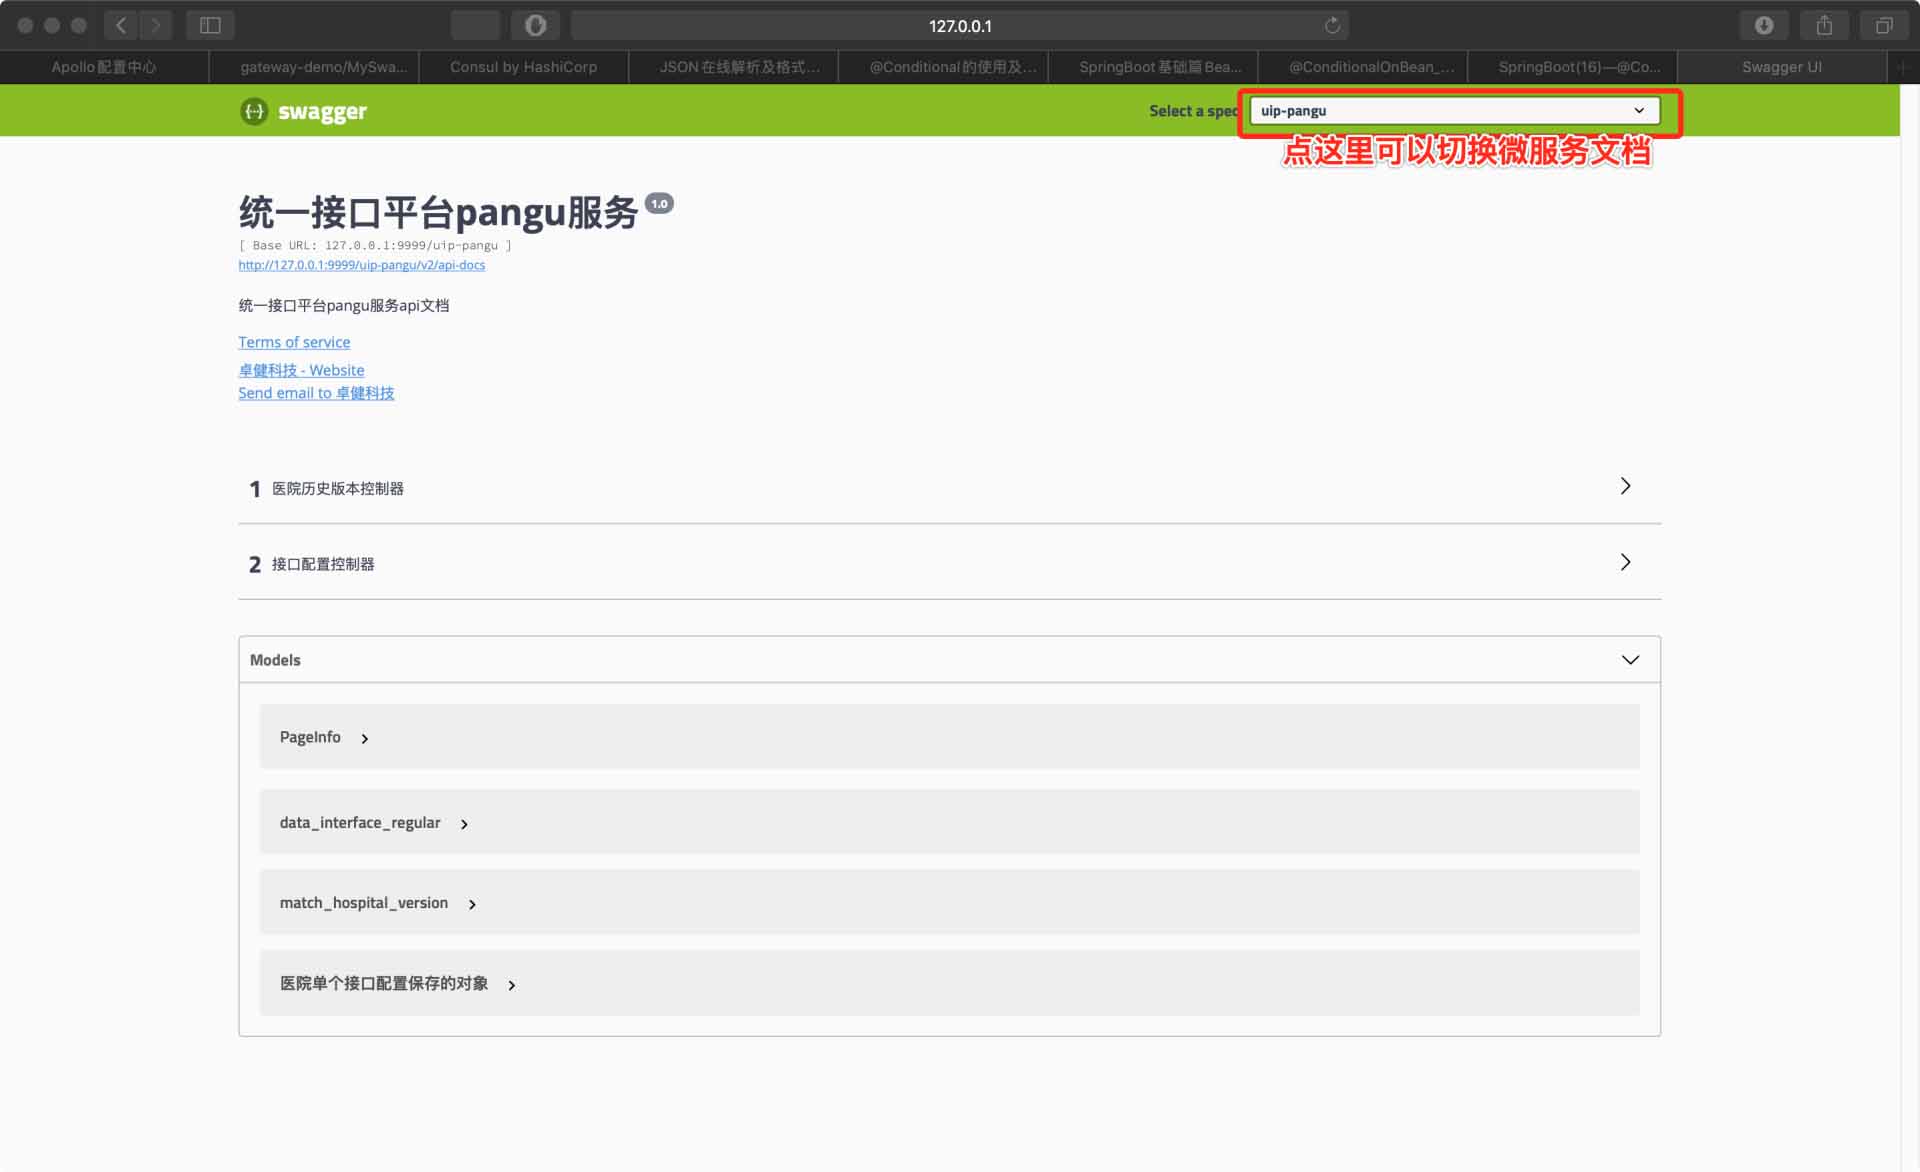 127.0.0.1
Apollo配置中心
gateway-demo/MySwa...
Consul by HashiCorp
JSON在线解析及格式...
@Conditional的使用及...
SpringBoot基础篇Bea...
@ConditionalOnBean_...
SpringBoot(16)—@Co...
Swagger UI
{···} swagger
Select a spec
uip-pangu
点这里可以切换微服务文档
统一接口平台pangu服务 1.0
[ Base URL: 127.0.0.1:9999/uip-pangu ]
http://127.0.0.1:9999/uip-pangu/v2/api-docs
统一接口平台pangu服务api文档
Terms of service
卓健科技 - Website
Send email to 卓健科技
1 医院历史版本控制器
2 接口配置控制器
Models
PageInfo
data_interface_regular
match_hospital_version
医院单个接口配置保存的对象